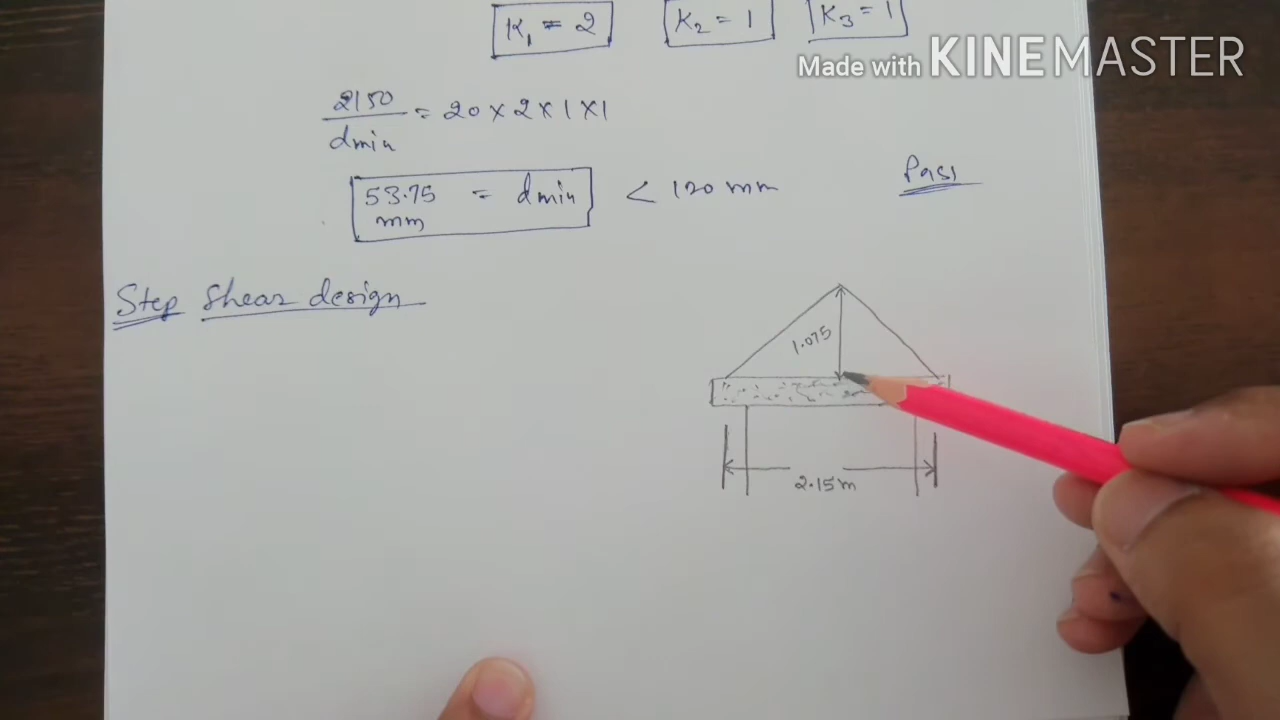 K₁ = 2 K₂ = 1 K₃ = 1
Made with KINEMASTER
2150/dmin = 20 × 2 × 1 × 1
53.75 mm = dmin < 120 mm Pass
Step Shear design
1.075
2.15m